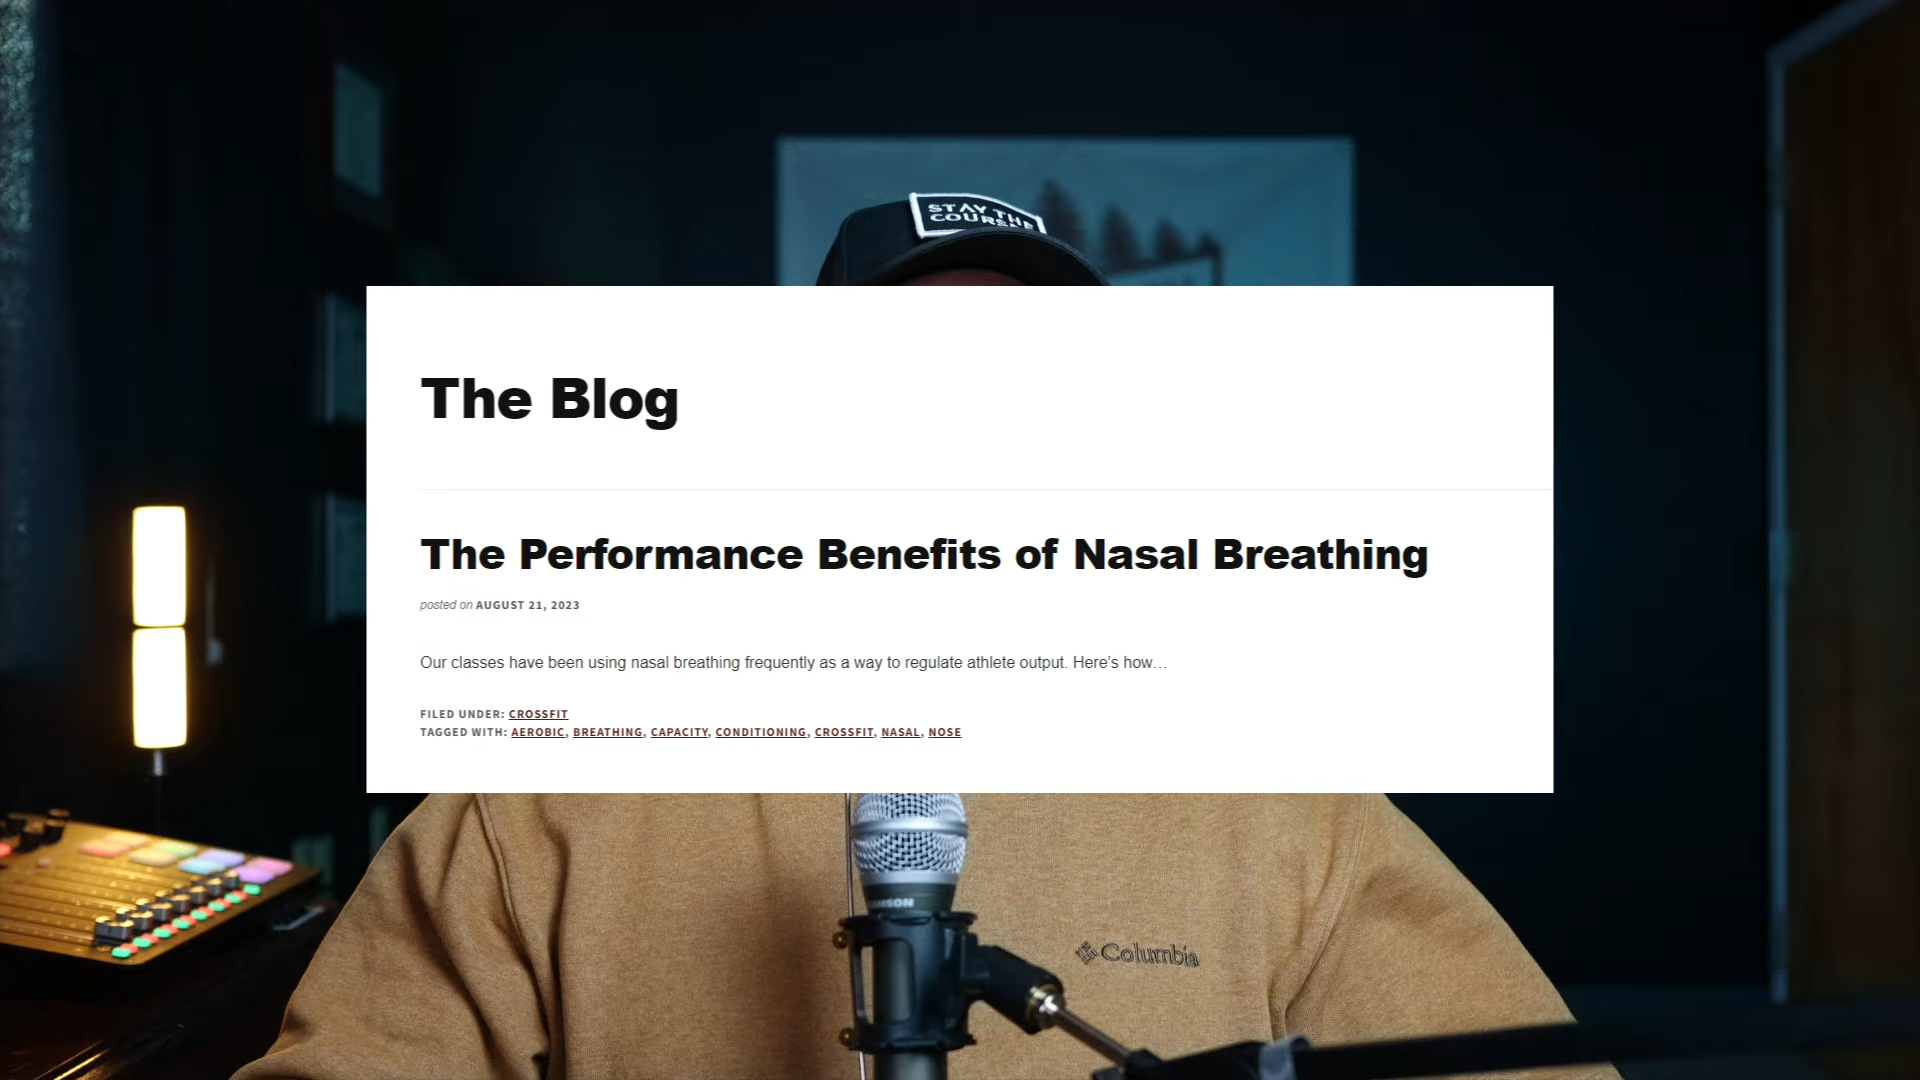 STAY THE
COURSE
The Blog
The Performance Benefits of Nasal Breathing
posted on AUGUST 21, 2023
Our classes have been using nasal breathing frequently as a way to regulate athlete output. Here’s how…
FILED UNDER: CROSSFIT
TAGGED WITH: AEROBIC, BREATHING, CAPACITY, CONDITIONING, CROSSFIT, NASAL, NOSE
SAMSON
Columbia